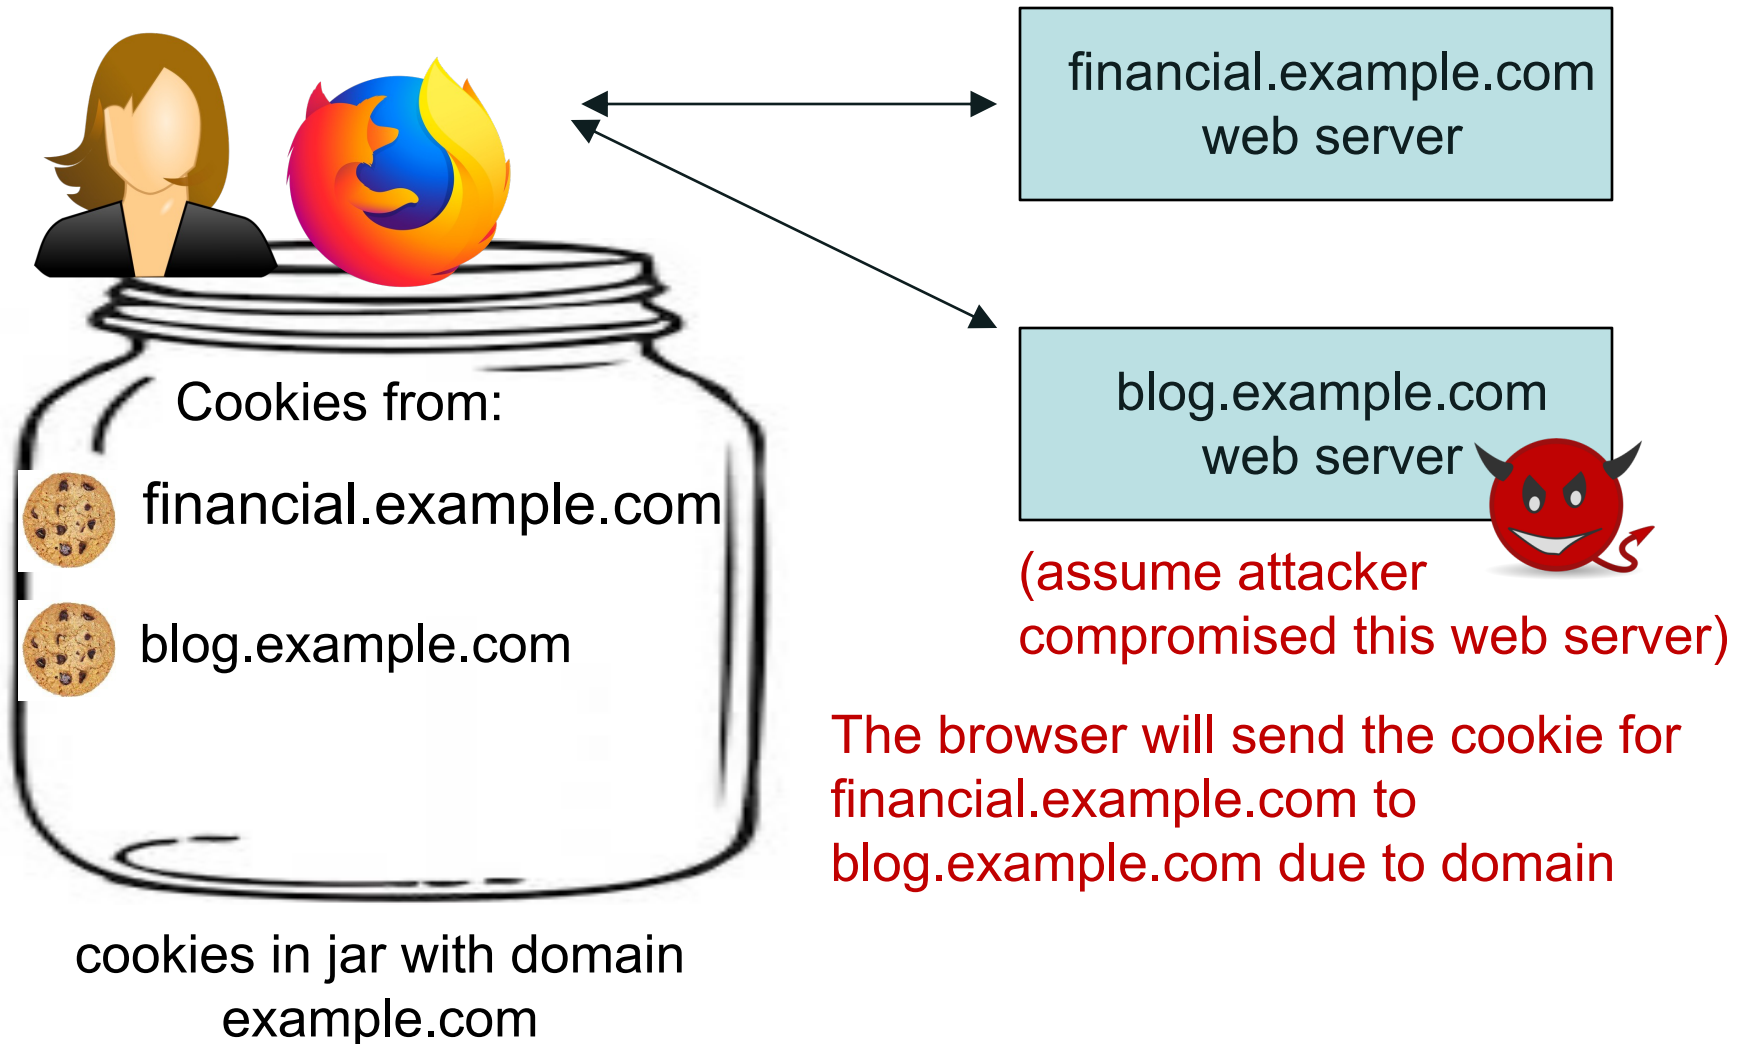 financial.example.com
web server
blog.example.com
web server
(assume attacker
compromised this web server)
Cookies from:
financial.example.com
blog.example.com
The browser will send the cookie for
financial.example.com to
blog.example.com due to domain
cookies in jar with domain
example.com